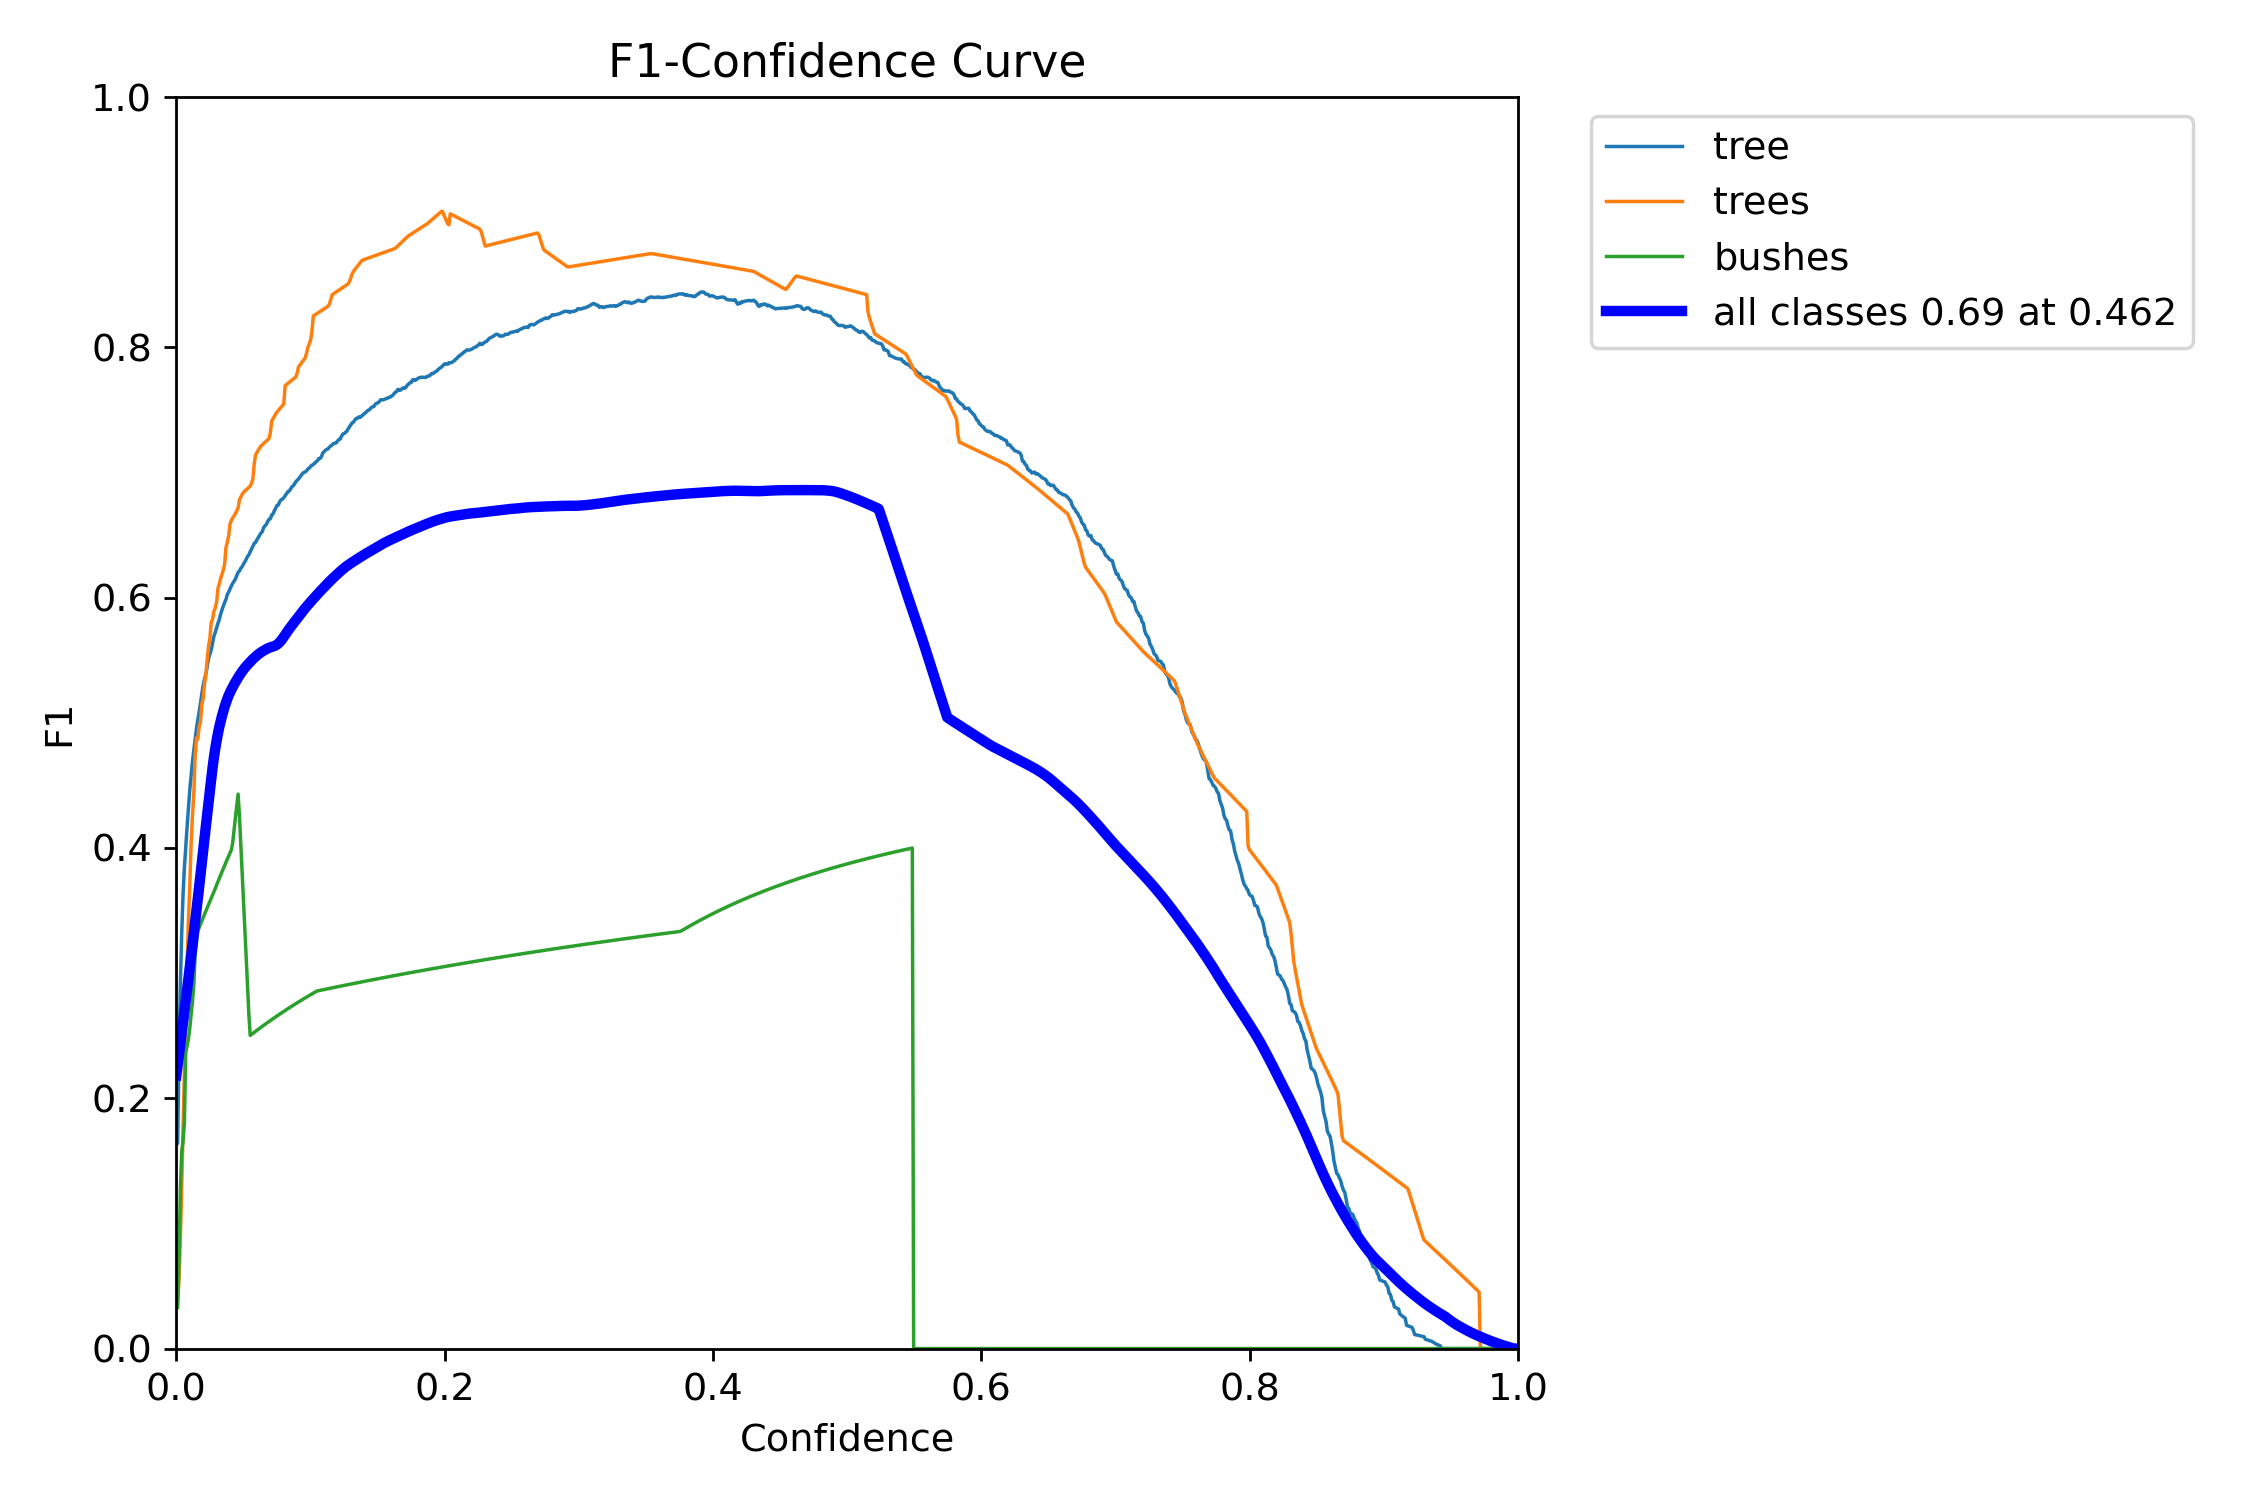 F1-Confidence Curve
1.0
0.8
0.6
0.4
0.2
0.0
F1
0.0 0.2 0.4 0.6 0.8 1.0
Confidence
tree
trees
bushes
all classes 0.69 at 0.462